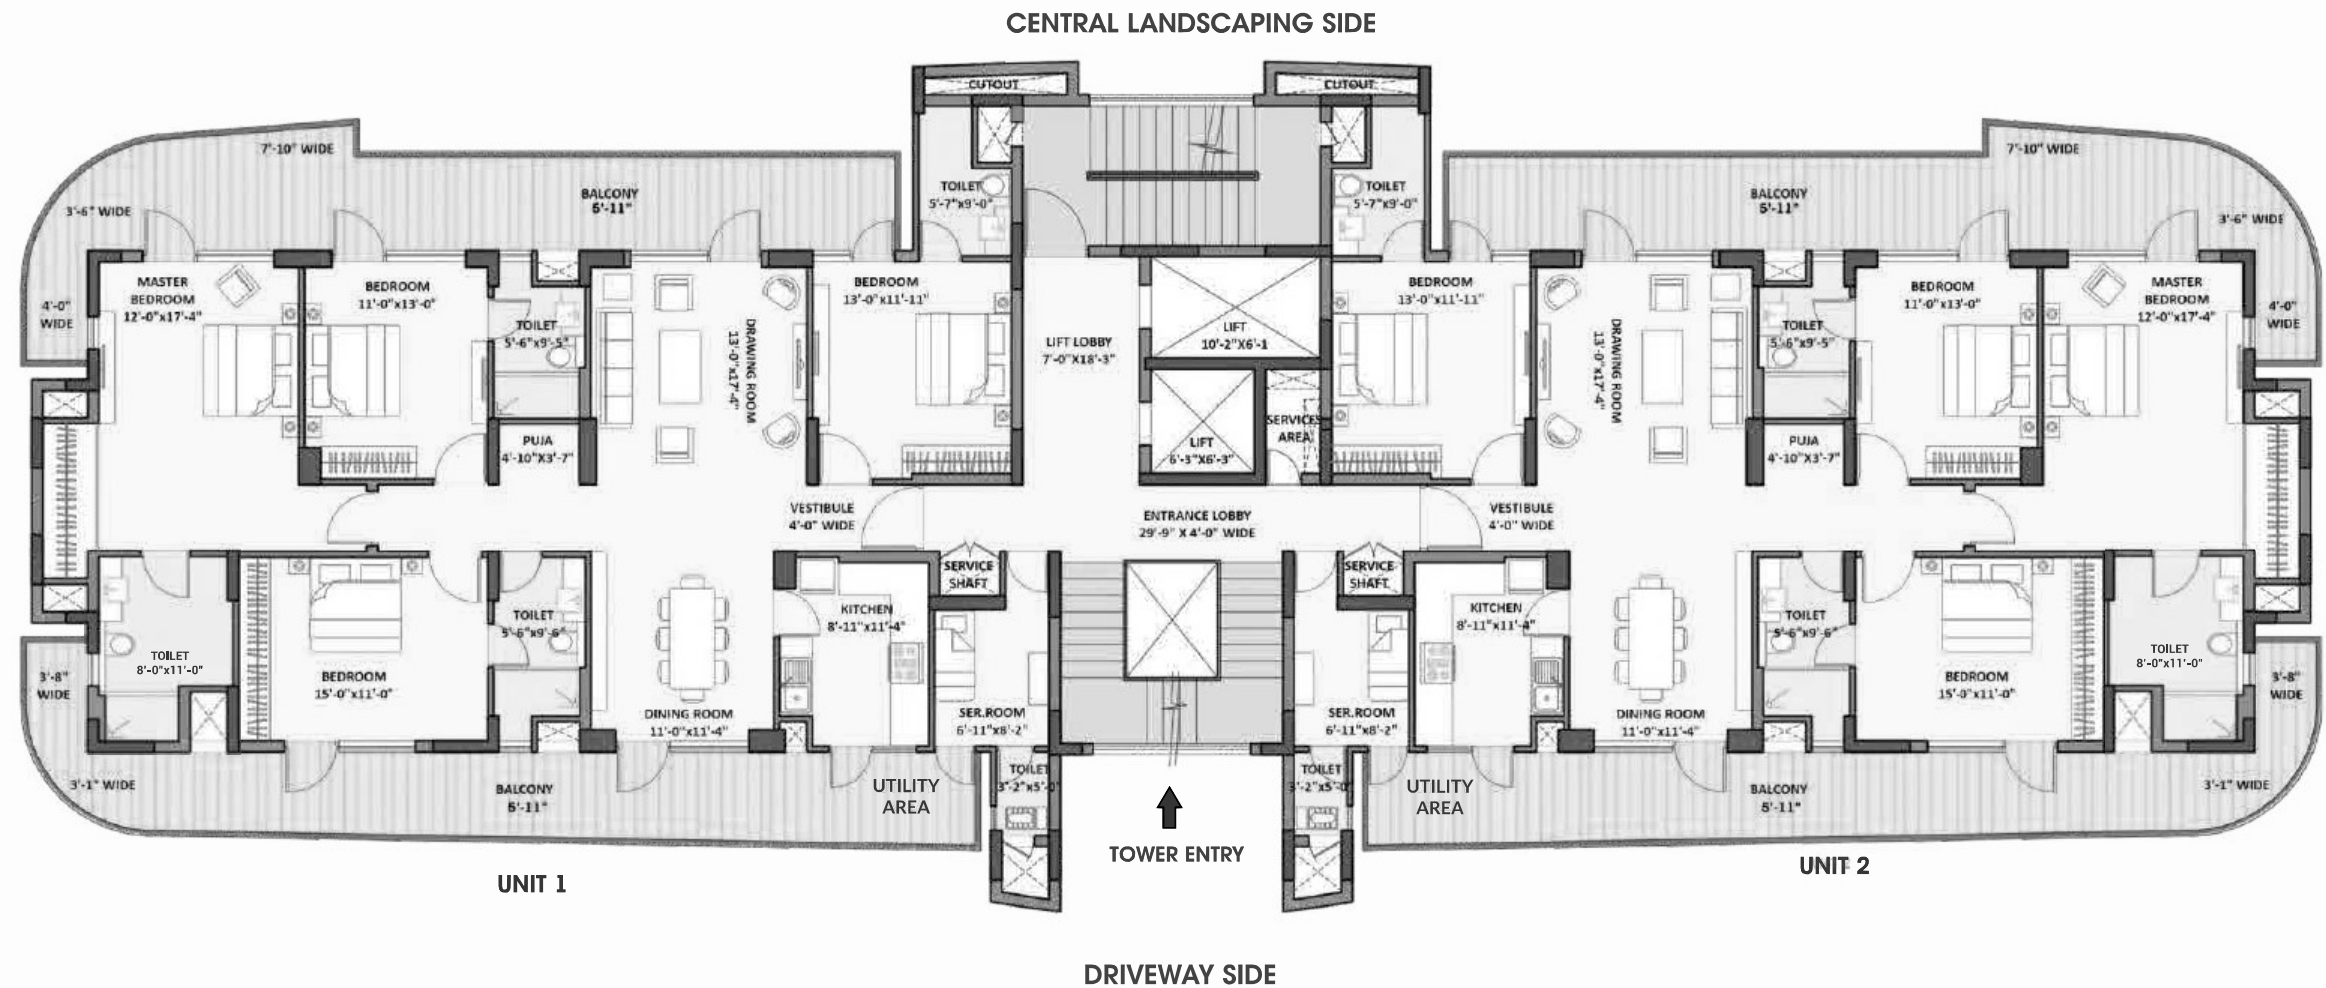 CENTRAL LANDSCAPING SIDE
CUTOUT
CUTOUT
7'-10" WIDE
7'-10" WIDE
TOILET
5'-7"x9'-0"
TOILET
5'-7"x9'-0"
BALCONY
6'-11"
BALCONY
5'-11"
3'-6" WIDE
3'-6" WIDE
MASTER
BEDROOM
12'-0"x17'-4"
BEDROOM
11'-0"x13'-0"
BEDROOM
13'-0"x11'-11"
BEDROOM
13'-0"x11'-11"
BEDROOM
11'-0"x13'-0"
MASTER
BEDROOM
12'-0"x17'-4"
4'-0"
WIDE
4'-0"
WIDE
TOILET
5'-6"x9'-5"
DRAWING ROOM
13'-0"x17'-4"
LIFT LOBBY
7'-0"X18'-3"
LIFT
10'-2"X6'-1
DRAWING ROOM
13'-0"x17'-4"
TOILET
5'-6"x9'-5"
PUJA
4'-10"X3'-7"
LIFT
6'-3"X6'-3"
SERVICES
AREA
PUJA
4'-10"X3'-7"
VESTIBULE
4'-0" WIDE
ENTRANCE LOBBY
29'-9" X 4'-0" WIDE
VESTIBULE
4'-0" WIDE
SERVICE
SHAFT
SERVICE
SHAFT
KITCHEN
8'-11"x11'-4"
KITCHEN
8'-11"x11'-4"
TOILET
5'-6"x9'-6"
TOILET
5'-6"x9'-6"
TOILET
8'-0"x11'-0"
TOILET
8'-0"x11'-0"
3'-8"
WIDE
BEDROOM
15'-0"x11'-0"
BEDROOM
15'-0"x11'-0"
3'-8"
WIDE
DINING ROOM
11'-0"x11'-4"
SER.ROOM
6'-11"x8'-2"
SER.ROOM
6'-11"x8'-2"
DINING ROOM
11'-0"x11'-4"
3'-1" WIDE
BALCONY
6'-11"
UTILITY
AREA
TOILET
3'-2"x5'-0"
TOILET
3'-2"x5'-0"
UTILITY
AREA
BALCONY
5'-11"
3'-1" WIDE
TOWER ENTRY
UNIT 1
UNIT 2
DRIVEWAY SIDE